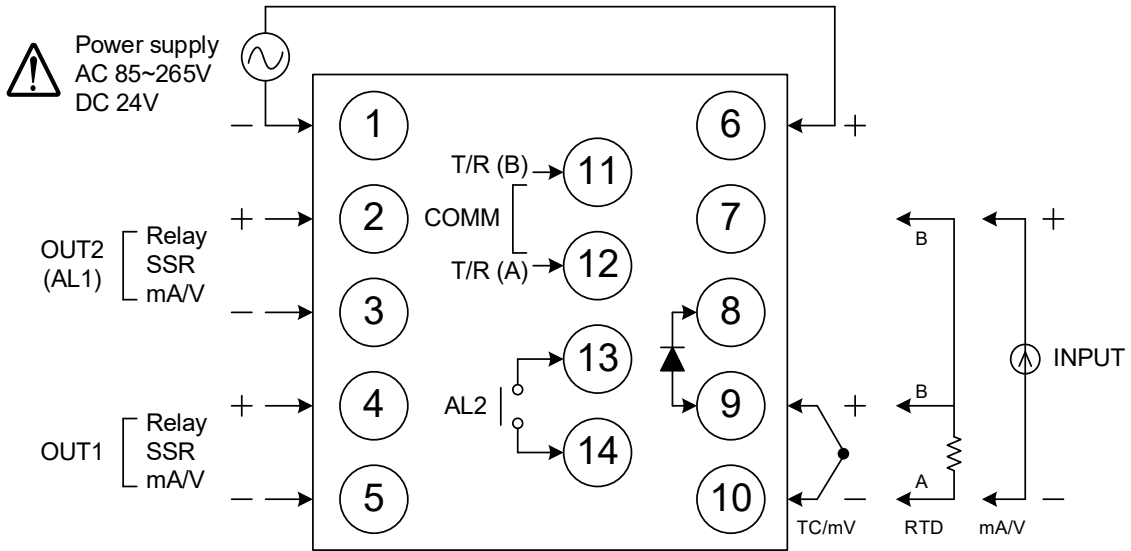 Power supply
AC 85~265V
DC 24V
−
1
6
+
T/R (B)
11
+
2
COMM
7
B
+
OUT2
(AL1)
Relay
SSR
mA/V
T/R (A)
12
−
3
8
13
INPUT
+
4
AL2
9
+
B
OUT1
Relay
SSR
mA/V
14
−
5
10
−
A
−
TC/mV
RTD
mA/V